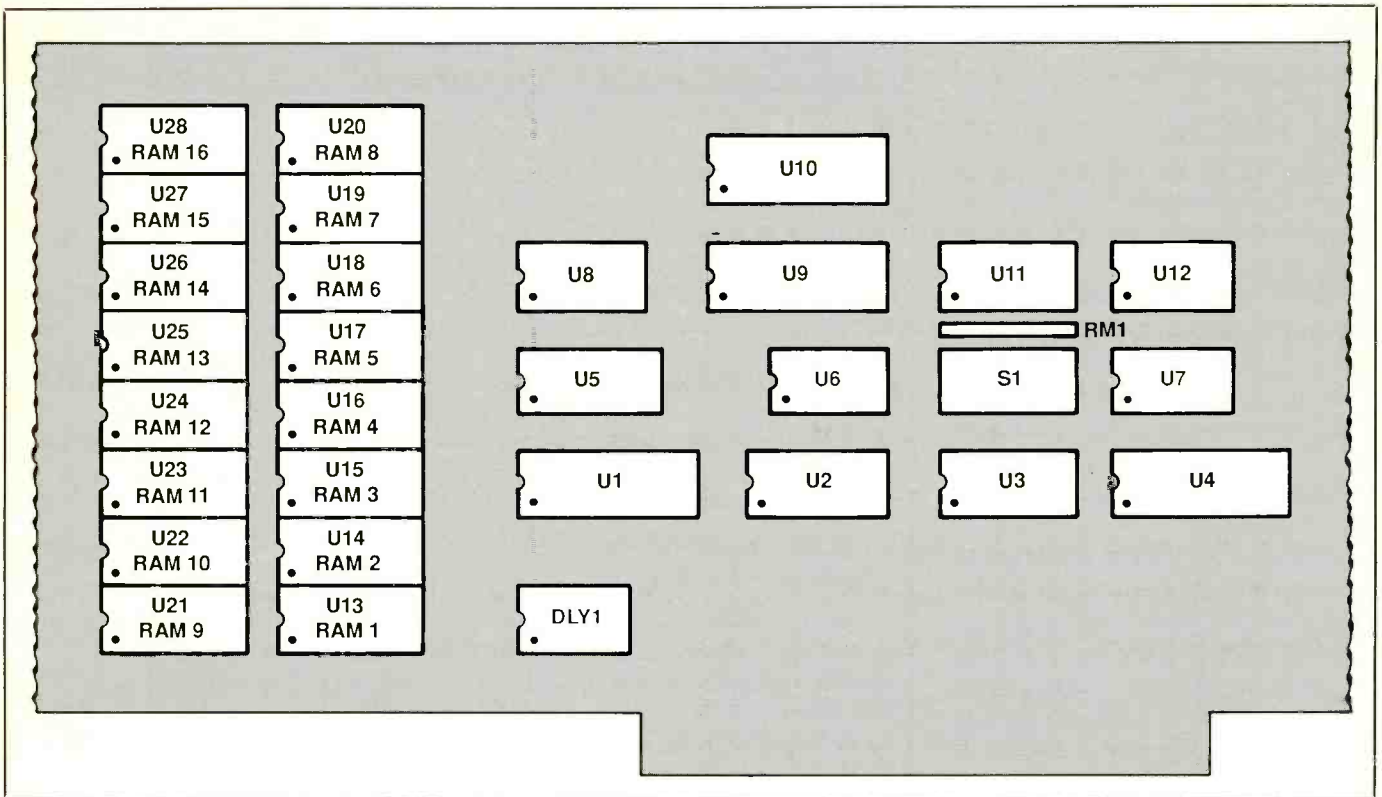 U28
RAM 16
U27
RAM 15
U26
RAM 14
U25
RAM 13
U24
RAM 12
U23
RAM 11
U22
RAM 10
U21
RAM 9
U20
RAM 8
U19
RAM 7
U18
RAM 6
U17
RAM 5
U16
RAM 4
U15
RAM 3
U14
RAM 2
U13
RAM 1
U10
U8
U9
U11
U12
RM1
U5
U6
S1
U7
U1
U2
U3
U4
DLY1